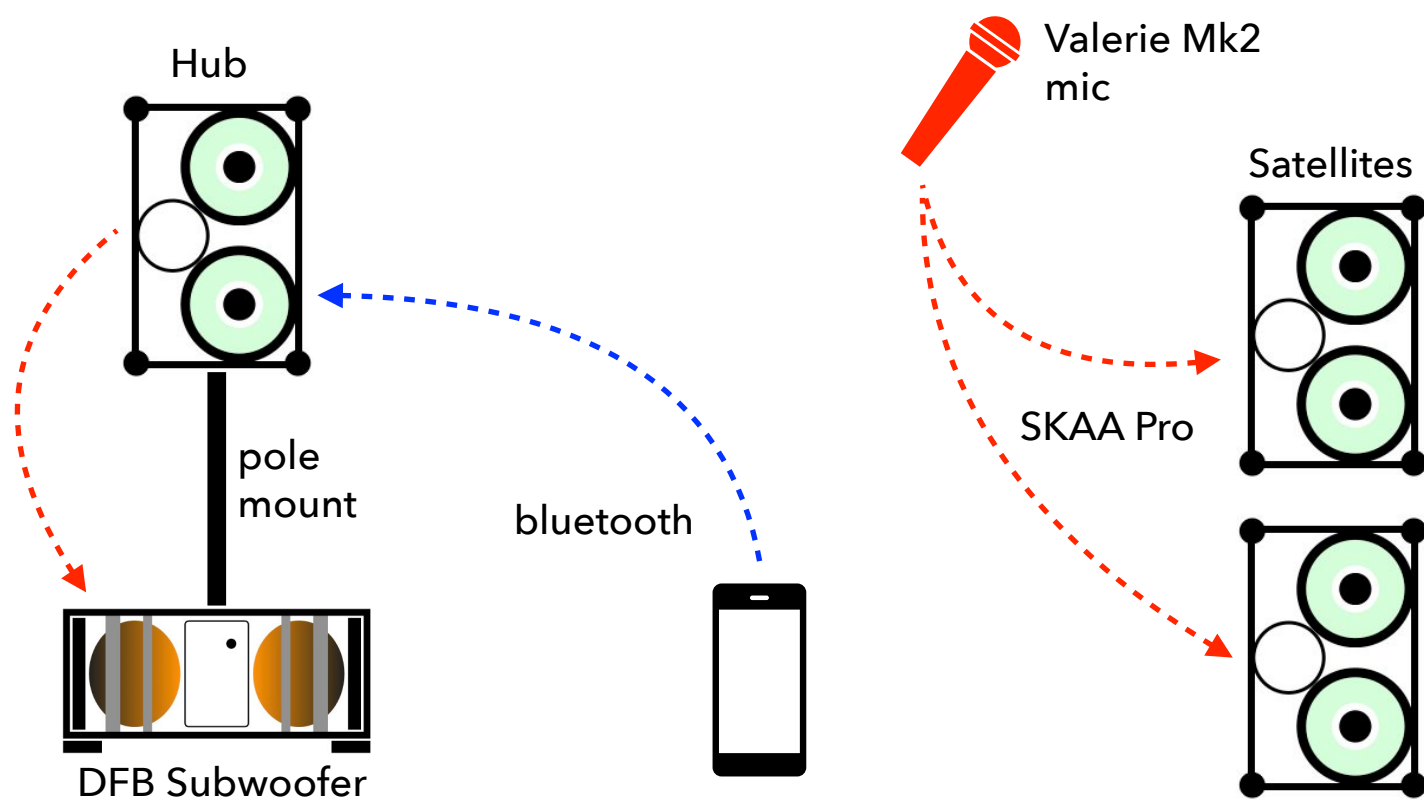 Hub
Valerie Mk2
mic
Satellites
SKAA Pro
pole
mount
bluetooth
DFB Subwoofer